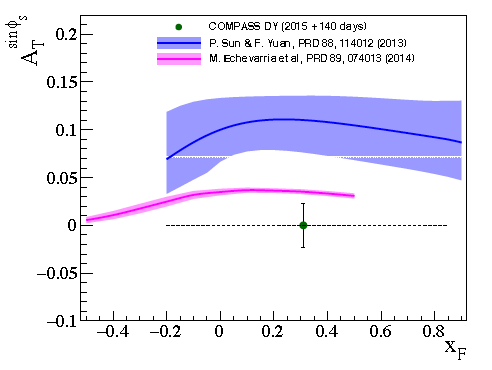 A_T^{sin φ_S}
COMPASS DY (2015 + 140 days)
P. Sun & F. Yuan, PRD 88, 114012 (2013)
M. Echevarria et al, PRD 89, 074013 (2014)
0.2
0.15
0.1
0.05
0
−0.05
−0.1
−0.4 −0.2 0 0.2 0.4 0.6 0.8
x_F